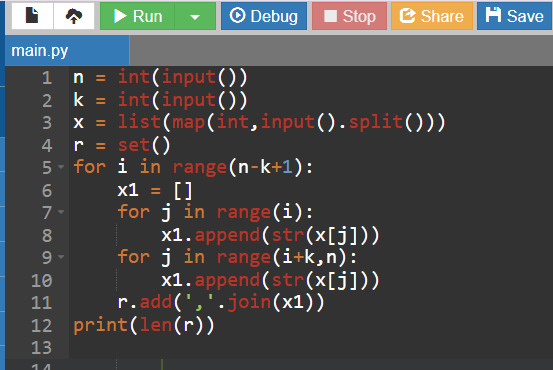 Run Debug Stop Share Save
main.py
1 n = int(input())
2 k = int(input())
3 x = list(map(int,input().split()))
4 r = set()
5 for i in range(n-k+1):
6     x1 = []
7     for j in range(i):
8         x1.append(str(x[j]))
9     for j in range(i+k,n):
10         x1.append(str(x[j]))
11     r.add(','.join(x1))
12 print(len(r))
13
14